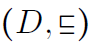 (D, ⊑)